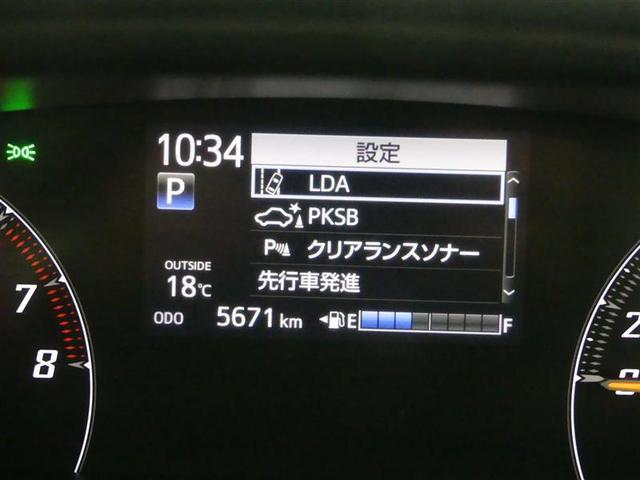 10:34
設定
P
LDA
PKSB
P クリアランスソナー
OUTSIDE
18℃
先行車発進
ODO 5671 km
E F
7
8
2